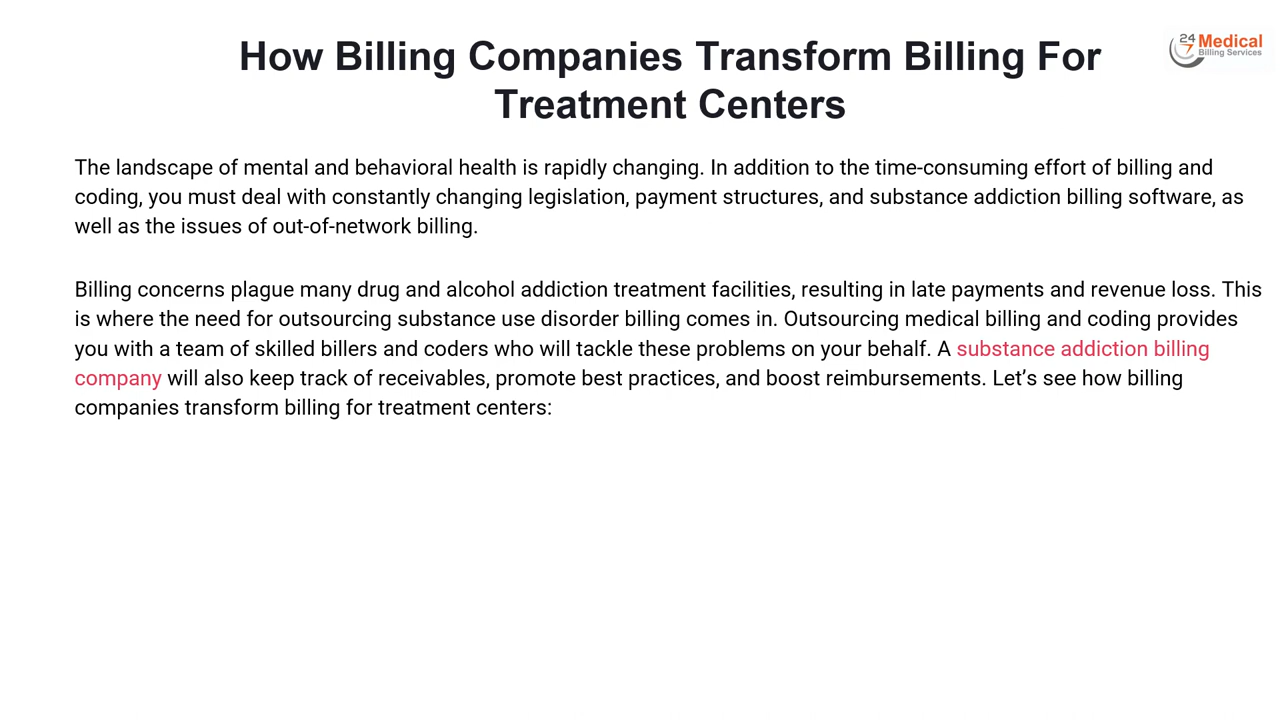 How Billing Companies Transform Billing For
Treatment Centers
24
7
Medical
Billing Services
The landscape of mental and behavioral health is rapidly changing. In addition to the time-consuming effort of billing and
coding, you must deal with constantly changing legislation, payment structures, and substance addiction billing software, as
well as the issues of out-of-network billing.
Billing concerns plague many drug and alcohol addiction treatment facilities, resulting in late payments and revenue loss. This
is where the need for outsourcing substance use disorder billing comes in. Outsourcing medical billing and coding provides
you with a team of skilled billers and coders who will tackle these problems on your behalf. A substance addiction billing
company will also keep track of receivables, promote best practices, and boost reimbursements. Let’s see how billing
companies transform billing for treatment centers: